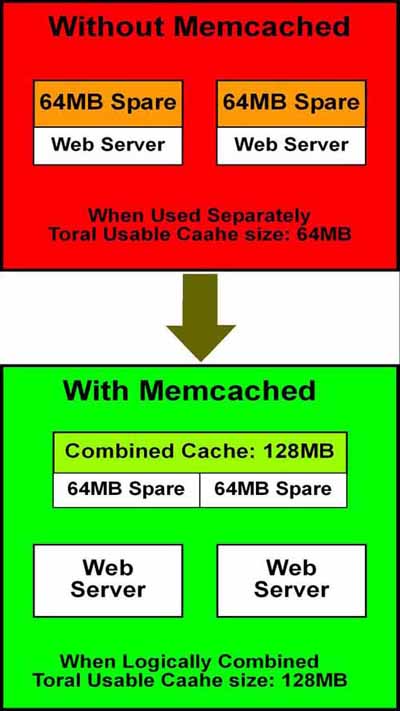 Without Memcached
64MB Spare
Web Server
64MB Spare
Web Server
When Used Separately
Toral Usable Caahe size: 64MB
With Memcached
Combined Cache: 128MB
64MB Spare
64MB Spare
Web
Server
Web
Server
When Logically Combined
Toral Usable Caahe size: 128MB